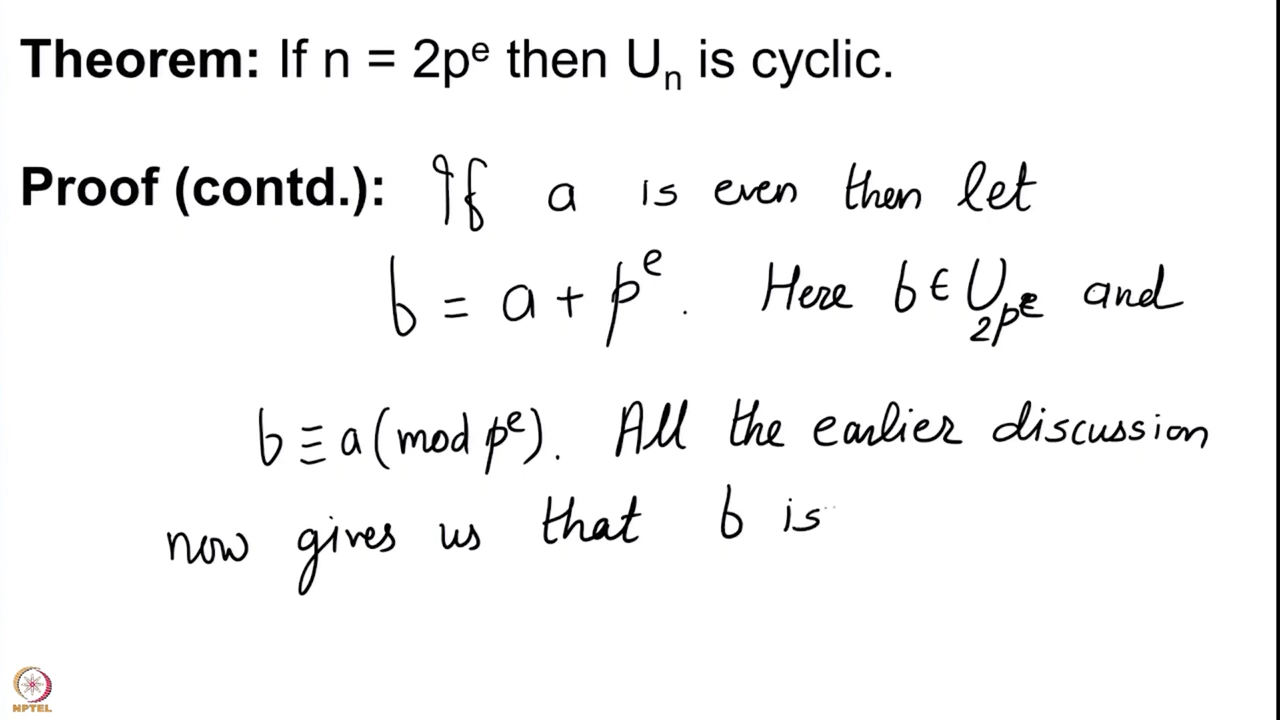 Theorem: If n = 2pᵉ then Uₙ is cyclic.
Proof (contd.): If a is even then let
b = a + pᵉ. Here b ∈ U₂ₚᵉ and
b ≡ a (mod pᵉ). All the earlier discussion
now gives us that b is
NPTEL